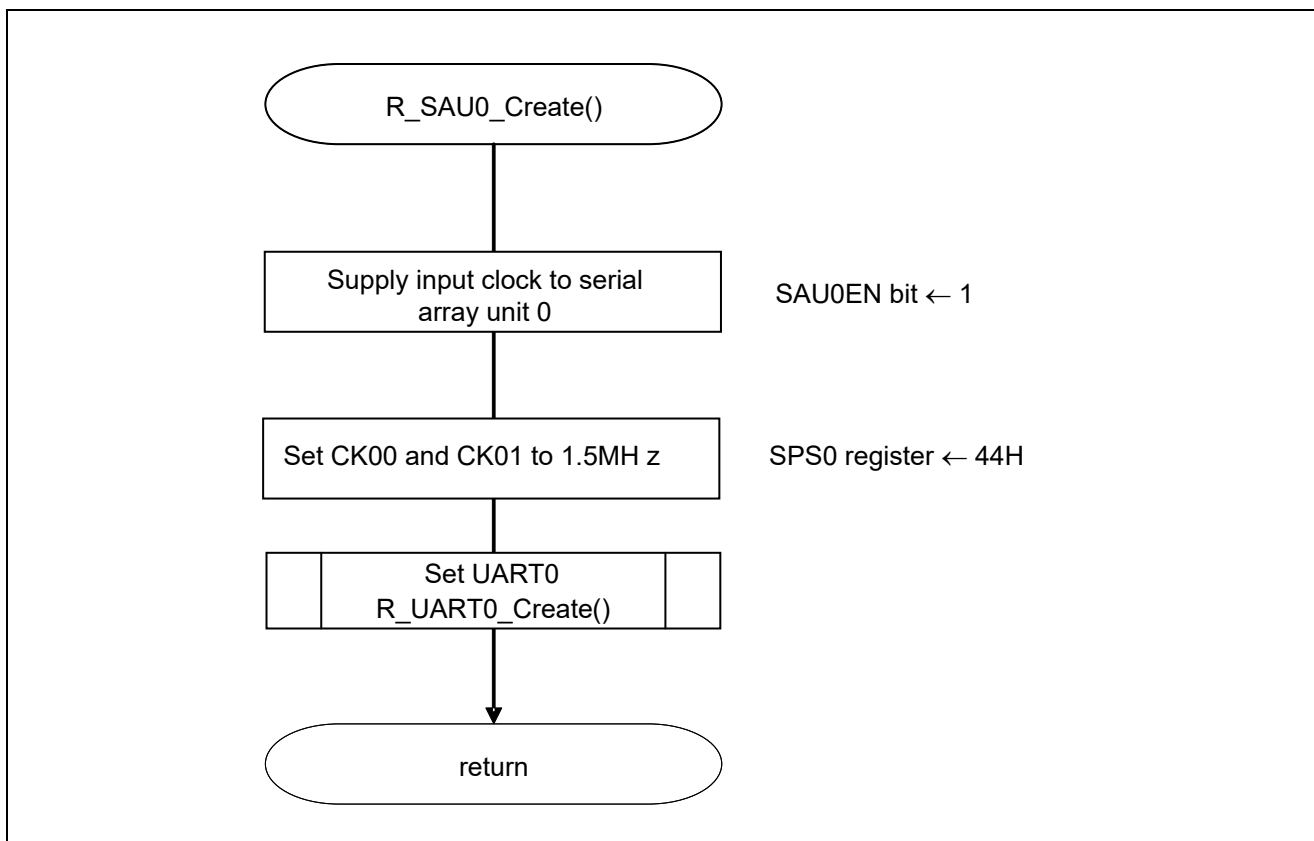 R_SAU0_Create()
Supply input clock to serial
array unit 0
SAU0EN bit ← 1
Set CK00 and CK01 to 1.5MH z
SPS0 register ← 44H
Set UART0
R_UART0_Create()
return